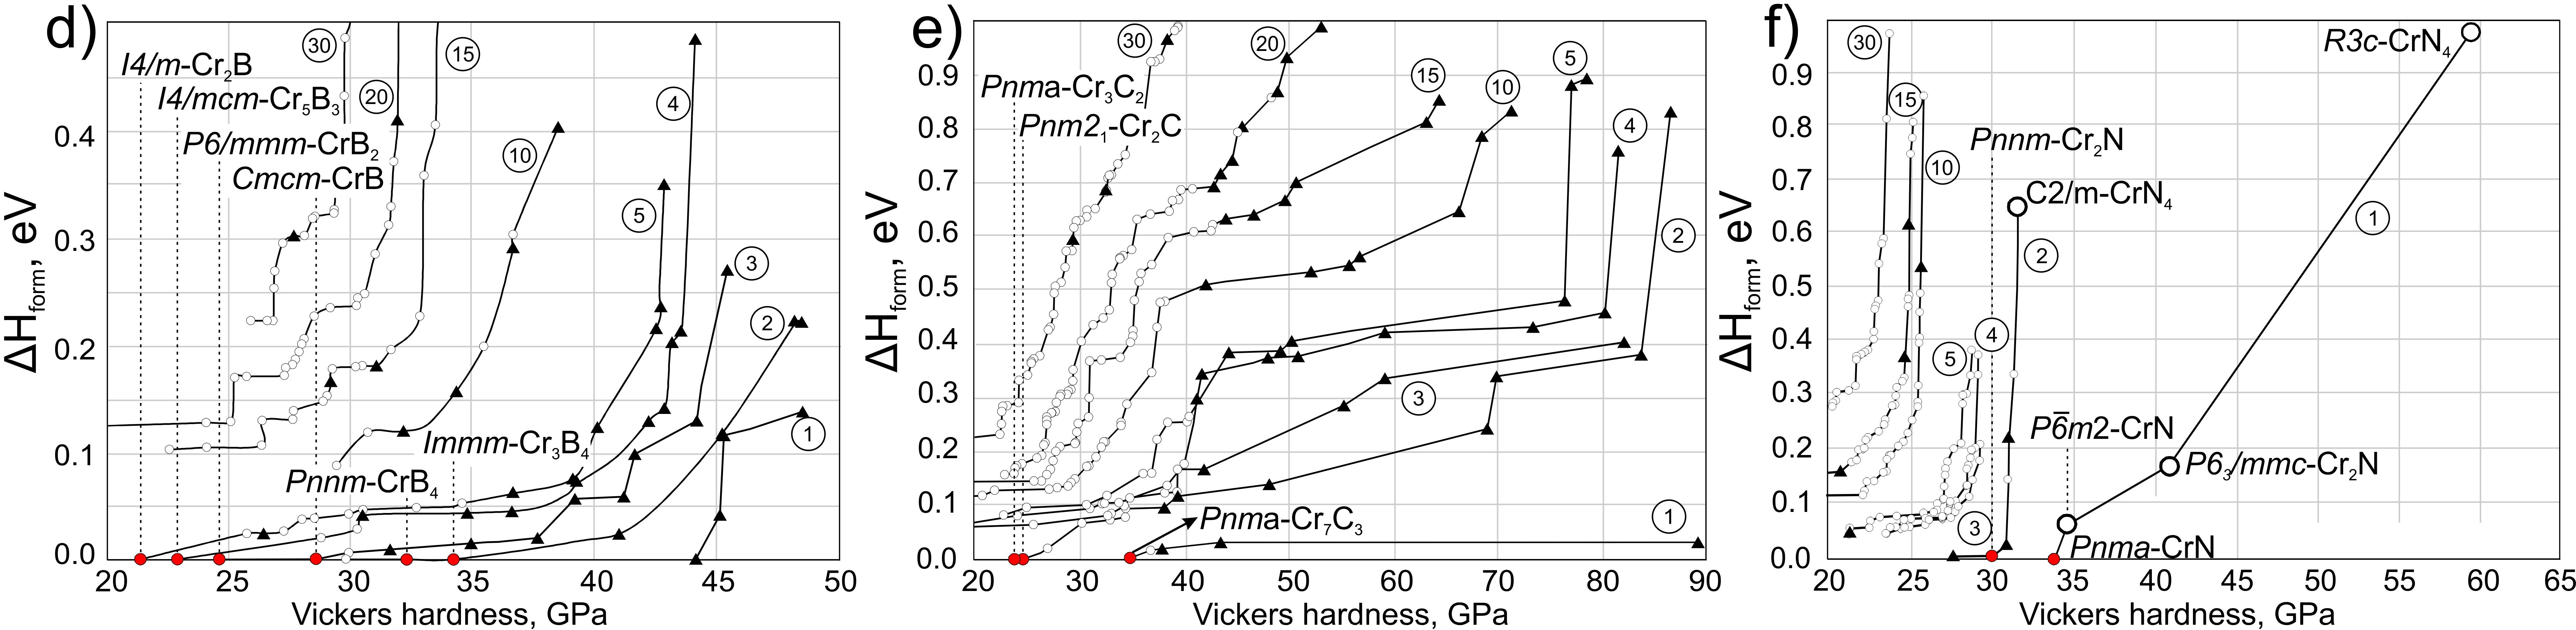 d)
ΔH_form, eV
0.4
0.3
0.2
0.1
0.0
I4/m-Cr₂B
I4/mcm-Cr₅B₃
P6/mmm-CrB₂
Cmcm-CrB
Pnnm-CrB₄
Immm-Cr₃B₄
30
20
15
10
5
4
3
2
1
20 25 30 35 40 45 50
Vickers hardness, GPa
e)
ΔH_form, eV
0.9
0.8
0.7
0.6
0.5
0.4
0.3
0.2
0.1
0.0
Pnma-Cr₃C₂
Pnm2₁-Cr₂C
Pnma-Cr₇C₃
30
20
15
10
5
4
2
3
1
20 30 40 50 60 70 80 90
Vickers hardness, GPa
f)
ΔH_form, eV
0.9
0.8
0.7
0.6
0.5
0.4
0.3
0.2
0.1
0.0
R3c-CrN₄
Pnnm-Cr₂N
C2/m-CrN₄
P6̅m2-CrN
P6₃/mmc-Cr₂N
Pnma-CrN
30
15
10
1
2
4
5
3
20 25 30 35 40 45 50 55 60 65
Vickers hardness, GPa